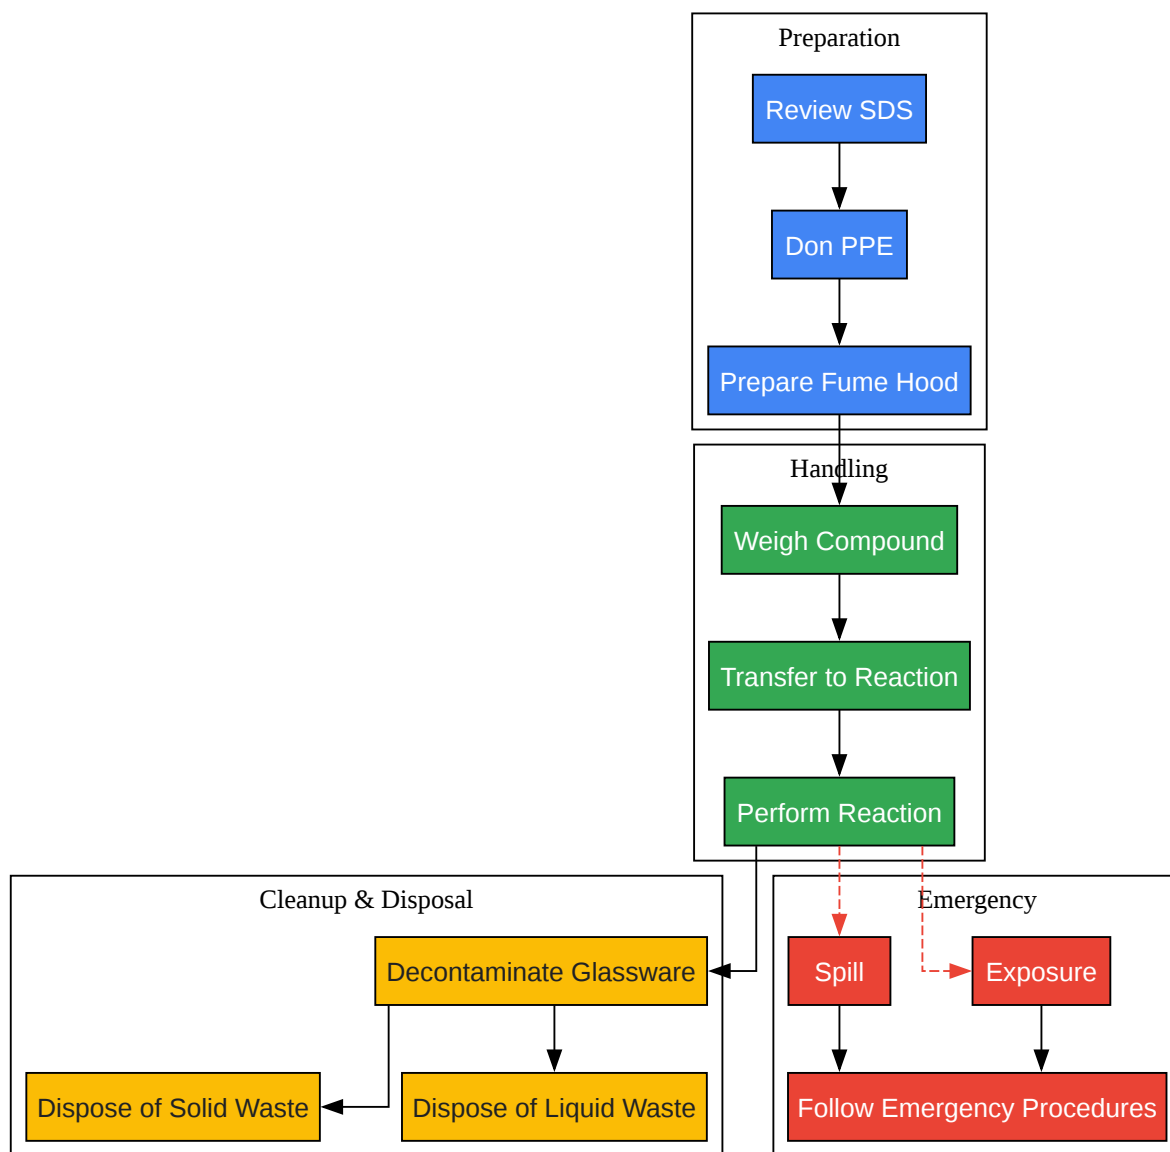 Preparation
Review SDS
Don PPE
Prepare Fume Hood
Handling
Weigh Compound
Transfer to Reaction
Perform Reaction
Cleanup & Disposal
Decontaminate Glassware
Dispose of Solid Waste
Dispose of Liquid Waste
Emergency
Spill
Exposure
Follow Emergency Procedures